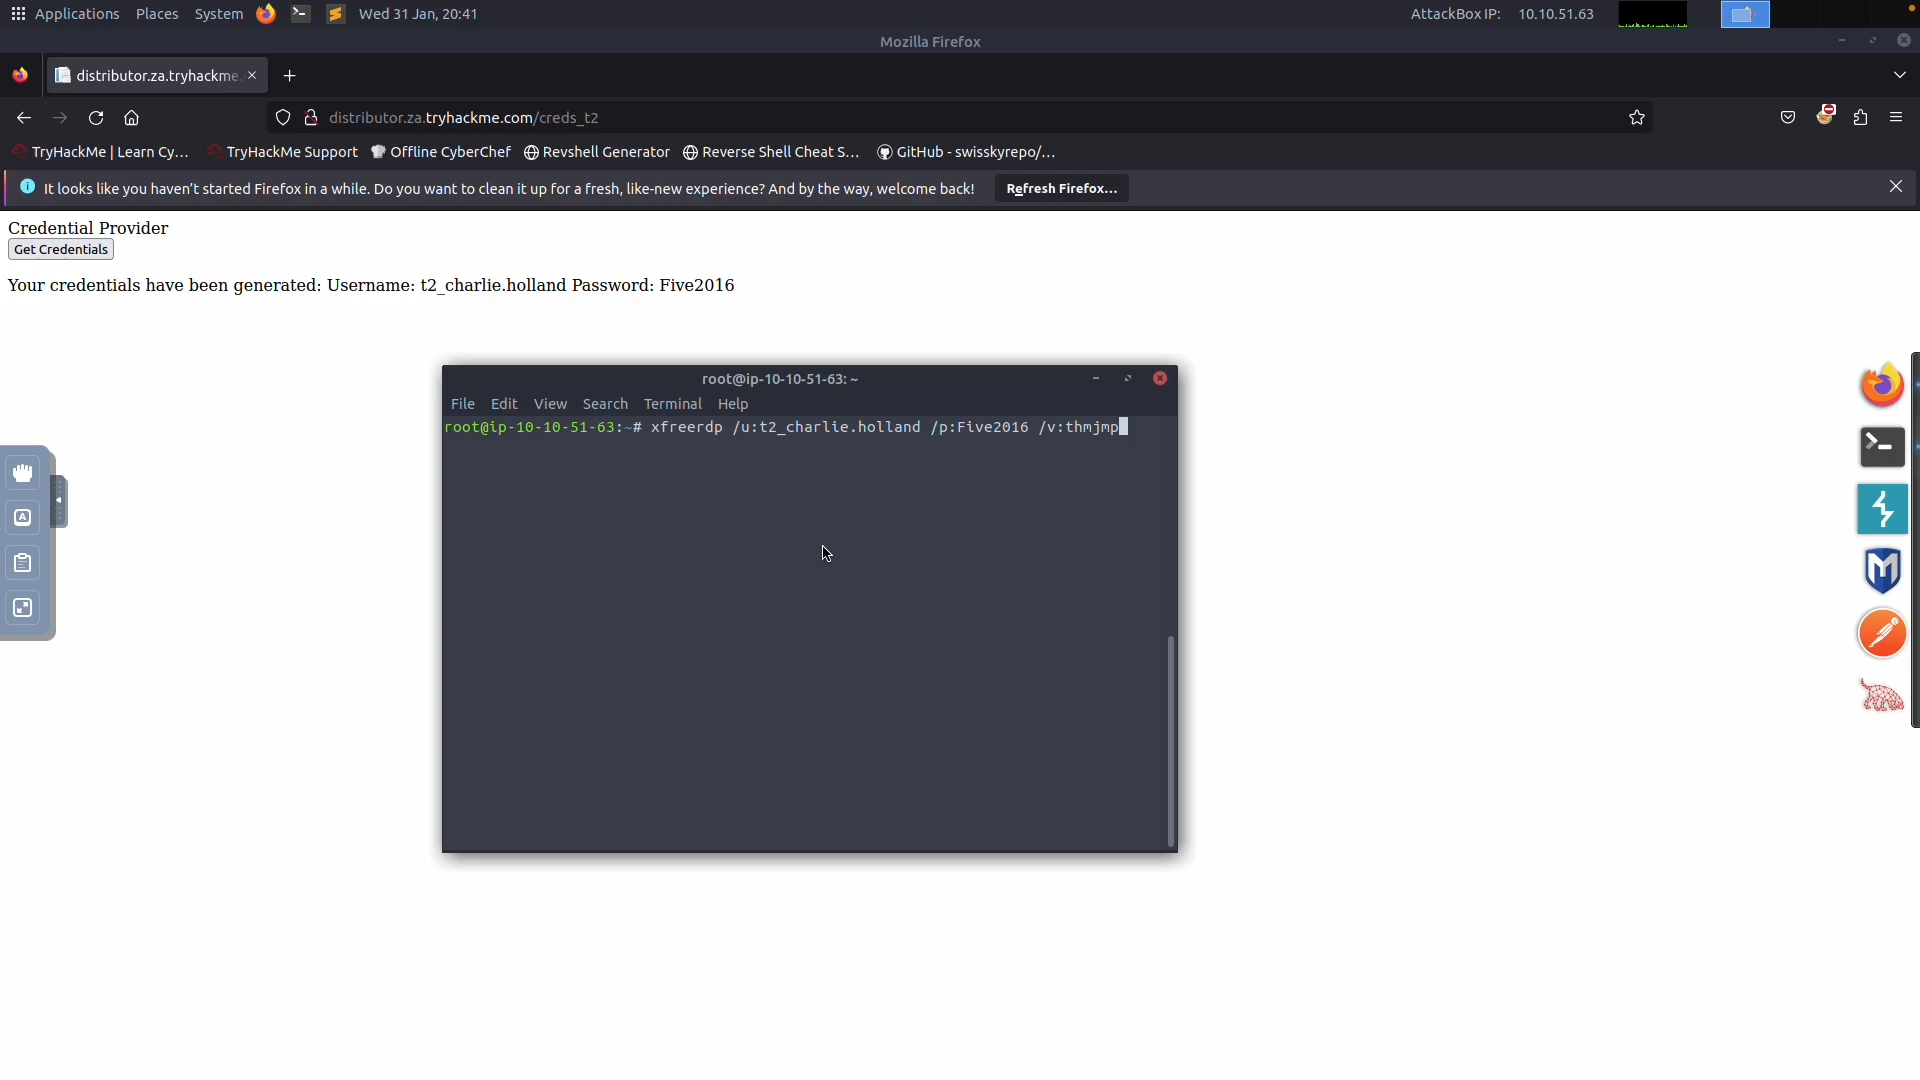 Applications Places System Wed 31 Jan, 20:41 AttackBox IP: 10.10.51.63
Mozilla Firefox
distributor.za.tryhackme.
distributor.za.tryhackme.com/creds_t2
TryHackMe | Learn Cy... TryHackMe Support Offline CyberChef Revshell Generator Reverse Shell Cheat S... GitHub - swisskyrepo/...
It looks like you haven't started Firefox in a while. Do you want to clean it up for a fresh, like-new experience? And by the way, welcome back! Refresh Firefox...
Credential Provider
Get Credentials
Your credentials have been generated: Username: t2_charlie.holland Password: Five2016
root@ip-10-10-51-63: ~
File Edit View Search Terminal Help
root@ip-10-10-51-63:~# xfreerdp /u:t2_charlie.holland /p:Five2016 /v:thmjmp